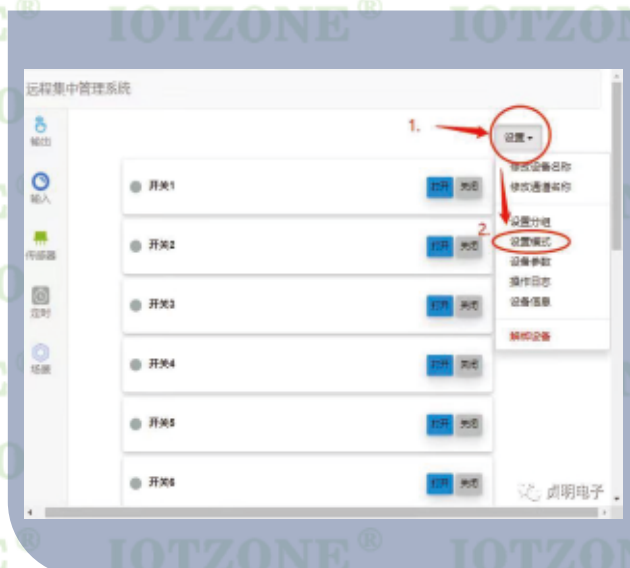 IOTZONE®
IOTZON
远程集中管理系统
1.
设置
输出
修改设备名称
开关1
打开 关闭
修改通道名称
输入
设置分组
2.
开关2
打开 关闭
设置模式
传感器
设备参数
操作日志
开关3
打开 关闭
设备信息
定时
解绑设备
开关4
打开 关闭
场景
开关5
打开 关闭
开关6
打开 关闭
贞明电子
IOTZONE®
IOTZON